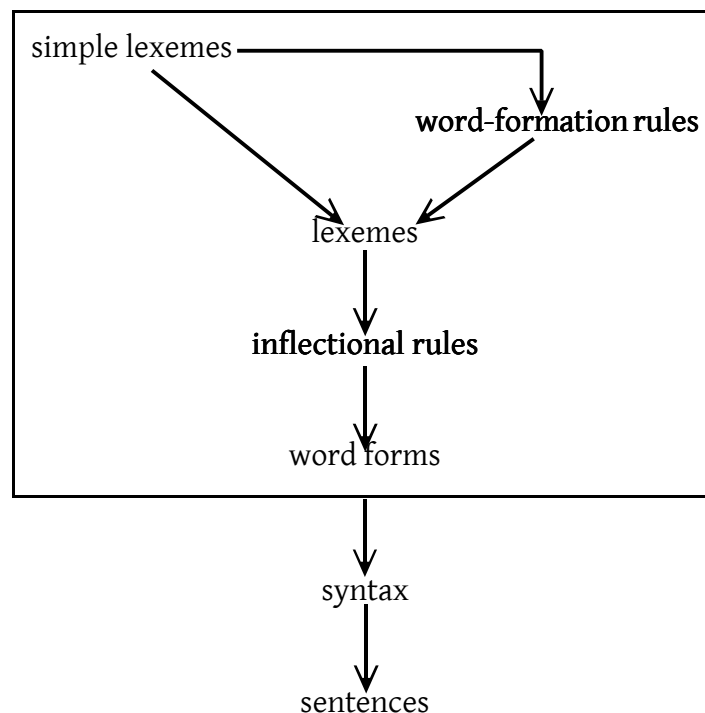 simple lexemes
word-formation rules
lexemes
inflectional rules
word forms
syntax
sentences